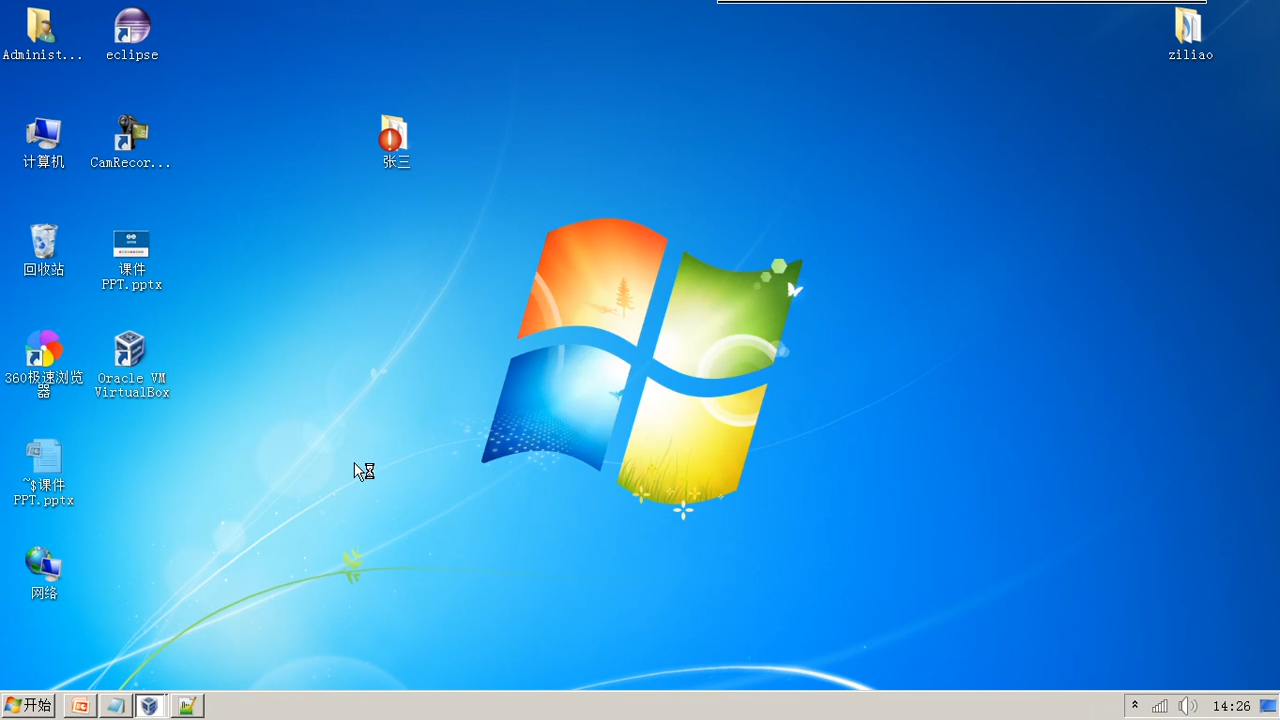 Administ...
eclipse
ziliao
计算机
CamRecor...
张三
回收站
课件
PPT.pptx
360极速浏览
器
Oracle VM
VirtualBox
~$课件
PPT.pptx
网络
开始
14:26